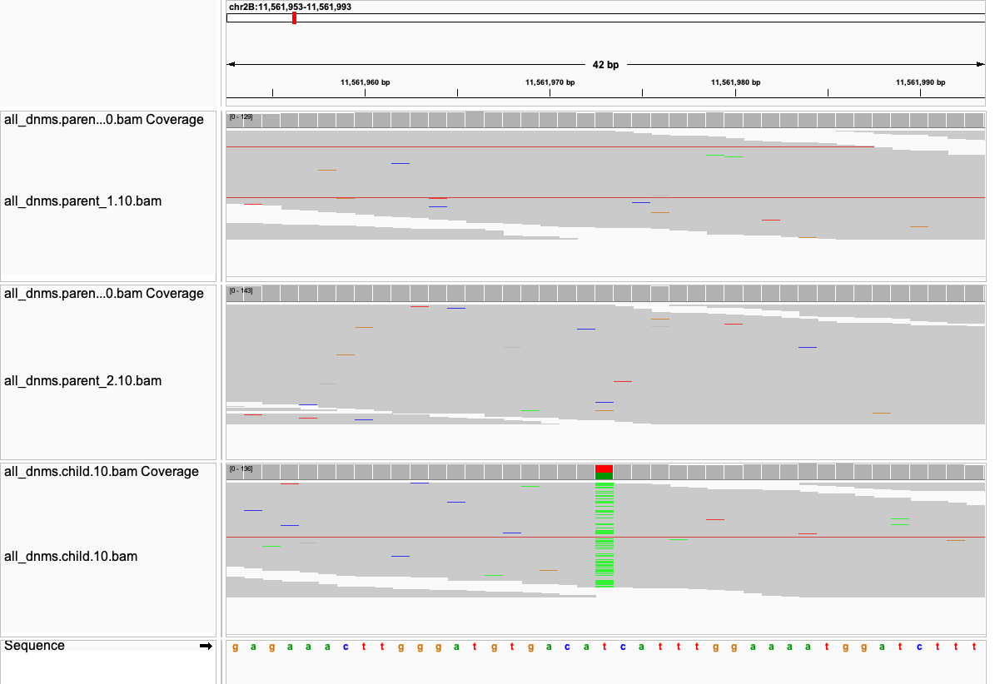 chr2B:11,561,953-11,561,993
42 bp
11,561,960 bp 11,561,970 bp 11,561,980 bp 11,561,990 bp
all_dnms.paren...0.bam Coverage
[0 - 129]
all_dnms.parent_1.10.bam
all_dnms.paren...0.bam Coverage
[0 - 143]
all_dnms.parent_2.10.bam
all_dnms.child.10.bam Coverage
[0 - 136]
all_dnms.child.10.bam
Sequence
g a g a a a c t t g g g a t g t g a c a t c a t t t g g a a a a t g g a t c t t t